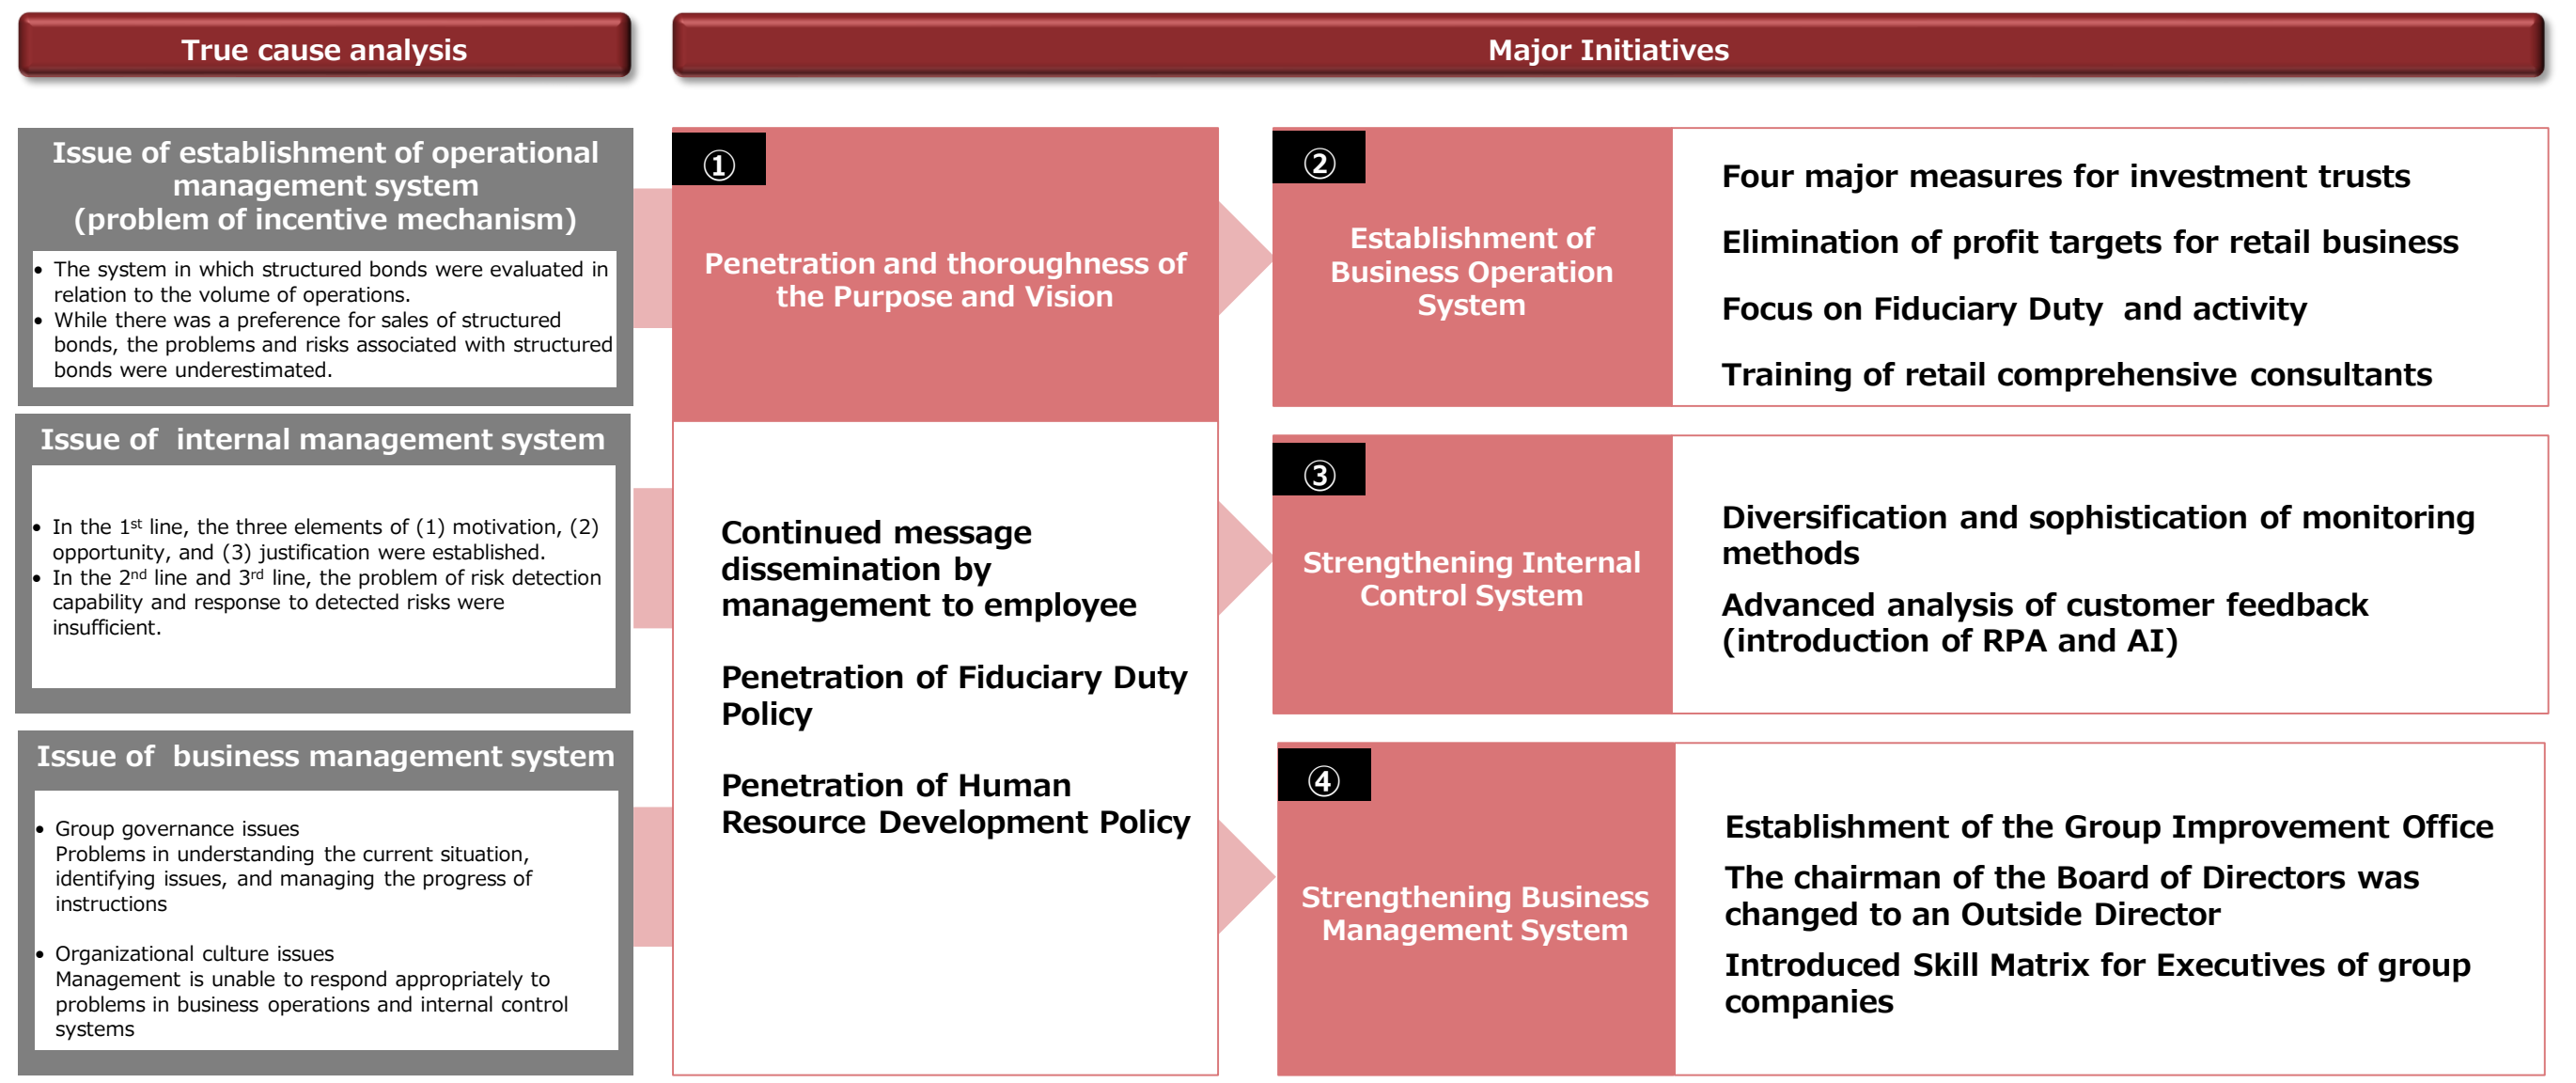 True cause analysis
Major Initiatives
Issue of establishment of operational
management system
(problem of incentive mechanism)
• The system in which structured bonds were evaluated in
relation to the volume of operations.
• While there was a preference for sales of structured
bonds, the problems and risks associated with structured
bonds were underestimated.
Issue of internal management system
• In the 1st line, the three elements of (1) motivation, (2)
opportunity, and (3) justification were established.
• In the 2nd line and 3rd line, the problem of risk detection
capability and response to detected risks were
insufficient.
Issue of business management system
• Group governance issues
Problems in understanding the current situation,
identifying issues, and managing the progress of
instructions
• Organizational culture issues
Management is unable to respond appropriately to
problems in business operations and internal control
systems
①
Penetration and thoroughness of
the Purpose and Vision
Continued message
dissemination by
management to employee
Penetration of Fiduciary Duty
Policy
Penetration of Human
Resource Development Policy
②
Establishment of
Business Operation
System
Four major measures for investment trusts
Elimination of profit targets for retail business
Focus on Fiduciary Duty and activity
Training of retail comprehensive consultants
③
Strengthening Internal
Control System
Diversification and sophistication of monitoring
methods
Advanced analysis of customer feedback
(introduction of RPA and AI)
④
Strengthening Business
Management System
Establishment of the Group Improvement Office
The chairman of the Board of Directors was
changed to an Outside Director
Introduced Skill Matrix for Executives of group
companies